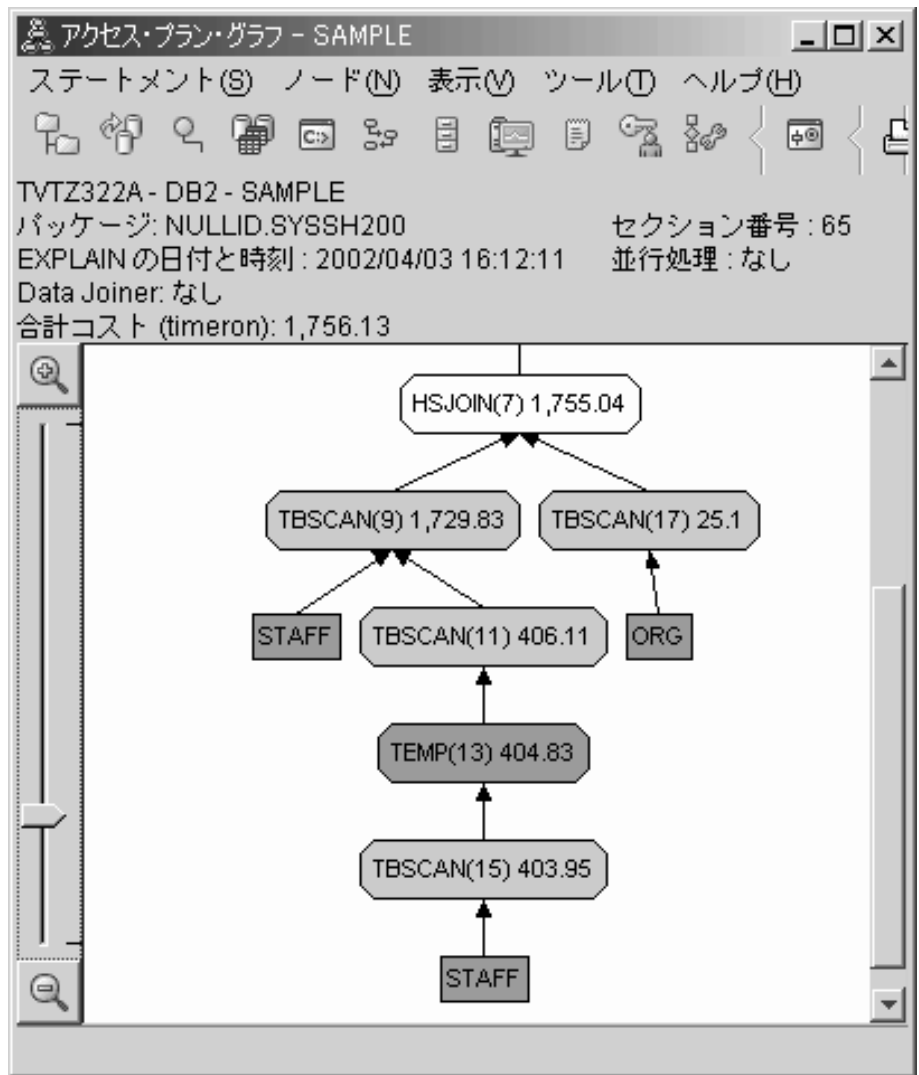 アクセス・プラン・グラフ - SAMPLE
ステートメント(S) ノード(N) 表示(V) ツール(T) ヘルプ(H)
C:>
TVTZ322A - DB2 - SAMPLE
パッケージ: NULLID.SYSSH200 セクション番号 : 65
EXPLAIN の日付と時刻 : 2002/04/03 16:12:11 並行処理 : なし
Data Joiner: なし
合計コスト (timeron): 1,756.13
HSJOIN(7) 1,755.04
TBSCAN(9) 1,729.83 TBSCAN(17) 25.1
STAFF TBSCAN(11) 406.11 ORG
TEMP(13) 404.83
TBSCAN(15) 403.95
STAFF